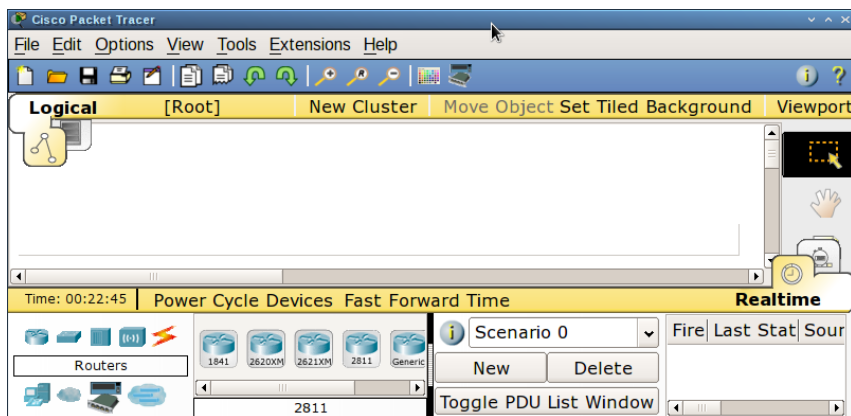 Cisco Packet Tracer
File Edit Options View Tools Extensions Help
Logical [Root] New Cluster Move Object Set Tiled Background Viewport
Time: 00:22:45 Power Cycle Devices Fast Forward Time Realtime
Scenario 0 Fire Last Stat Sour
1841 2620XM 2621XM 2811 Generic
Routers New Delete
2811 Toggle PDU List Window